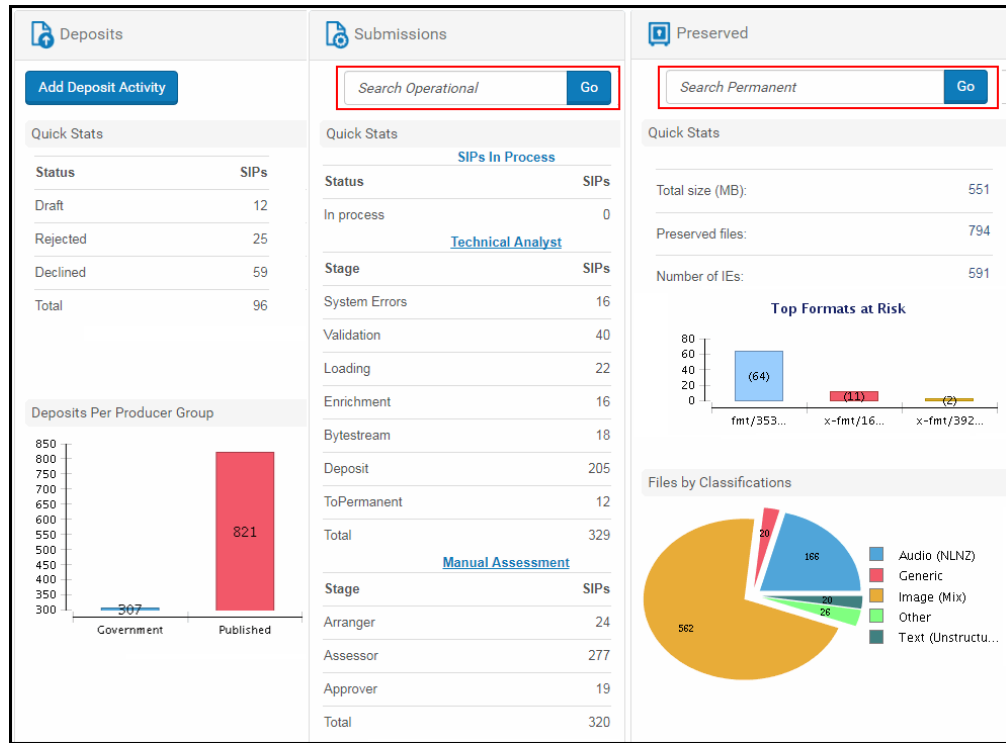 Deposits
Add Deposit Activity
Quick Stats
Status SIPs
Draft 12
Rejected 25
Declined 59
Total 96
Deposits Per Producer Group
850
800
750
700
650
600
550
500
450
400
350
300
307
821
Government Published
Submissions
Search Operational Go
Quick Stats
SIPs In Process
Status SIPs
In process 0
Technical Analyst
Stage SIPs
System Errors 16
Validation 40
Loading 22
Enrichment 16
Bytestream 18
Deposit 205
ToPermanent 12
Total 329
Manual Assessment
Stage SIPs
Arranger 24
Assessor 277
Approver 19
Total 320
Preserved
Search Permanent Go
Quick Stats
Total size (MB): 551
Preserved files: 794
Number of IEs: 591
Top Formats at Risk
80
60
40
20
0
(64)
(11)
(2)
fmt/353... x-fmt/16... x-fmt/392...
Files by Classifications
20
166
20
26
562
Audio (NLNZ)
Generic
Image (Mix)
Other
Text (Unstructu...